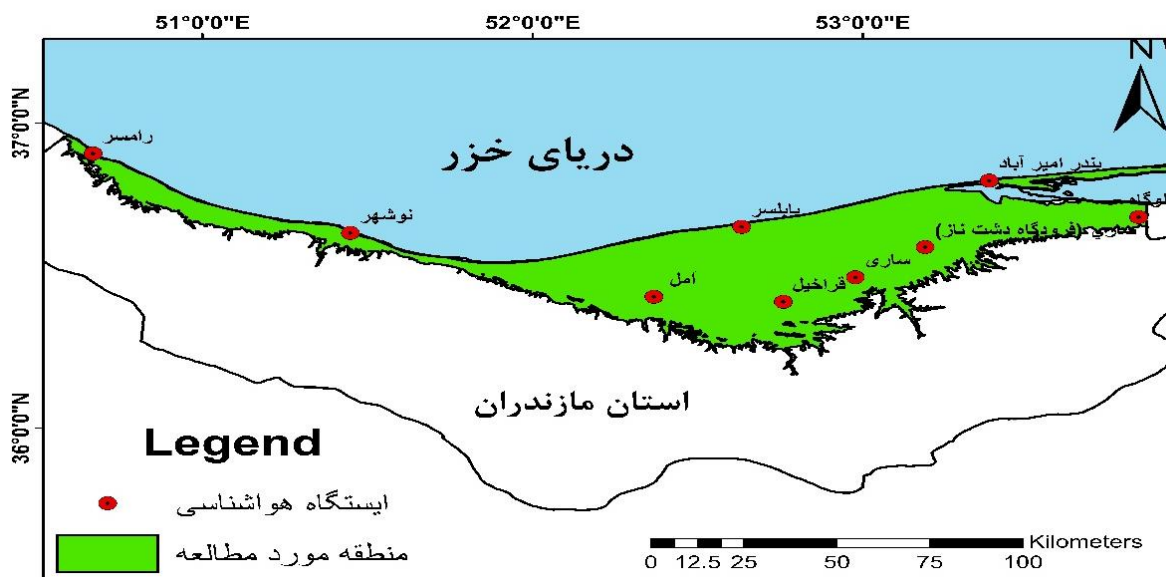 51°0'0"E 52°0'0"E 53°0'0"E
N
37°0'0"N
رامسر
دریای خزر
بندر امیر آباد
نوشهر
بابلسر
(فرودگاه دشت ناز)
ساری
امل
قراخیل
استان مازندران
36°0'0"N
Legend
ایستگاه هواشناسی
منطقه مورد مطالعه
Kilometers
0 12.5 25 50 75 100